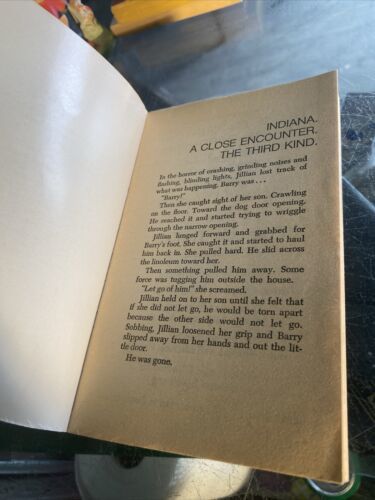 INDIANA.
A CLOSE ENCOUNTER.
THE THIRD KIND.
In the horror of crashing, grinding noises and
flashing, blinding lights, Jillian lost track of
what was happening. Barry was . . .
"Barry!"
Then she caught sight of her son. Crawling
on the floor. Toward the dog door opening.
He reached it and started trying to wriggle
through the narrow opening.
Jillian lunged forward and grabbed for
Barry's foot. She caught it and started to haul
him back in. She pulled hard. He slid across
the linoleum toward her.
Then something pulled him away. Some
force was tugging him outside the house.
"Let go of him!" she screamed.
Jillian held on to her son until she felt that
if she did not let go, he would be torn apart
because the other side would not let go.
Sobbing, Jillian loosened her grip and Barry
slipped away from her hands and out the lit-
tle door.
He was gone.